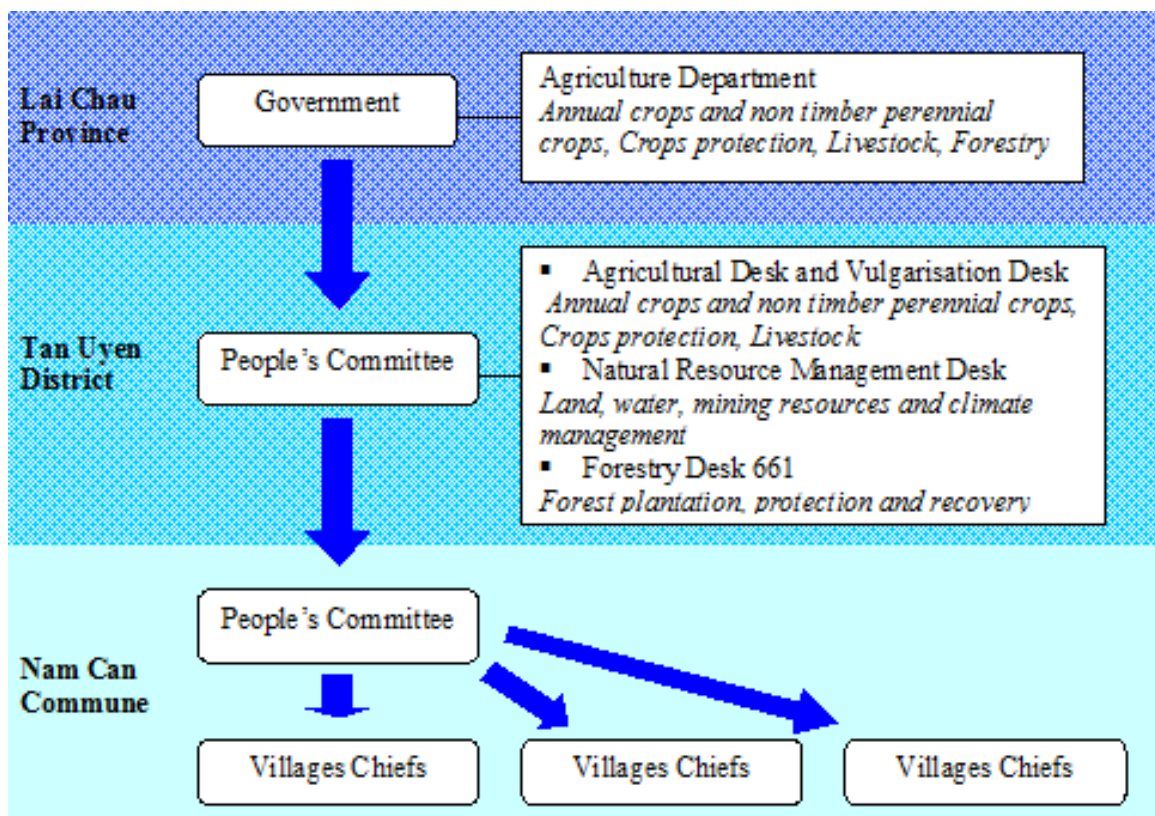 Lai Chau
Province
Government
Agriculture Department
Annual crops and non timber perennial
crops, Crops protection, Livestock, Forestry
Tan Uyen
District
People's Committee
▪ Agricultural Desk and Vulgarisation Desk
Annual crops and non timber perennial crops,
Crops protection, Livestock
▪ Natural Resource Management Desk
Land, water, mining resources and climate
management
▪ Forestry Desk 661
Forest plantation, protection and recovery
Nam Can
Commune
People's Committee
Villages Chiefs
Villages Chiefs
Villages Chiefs